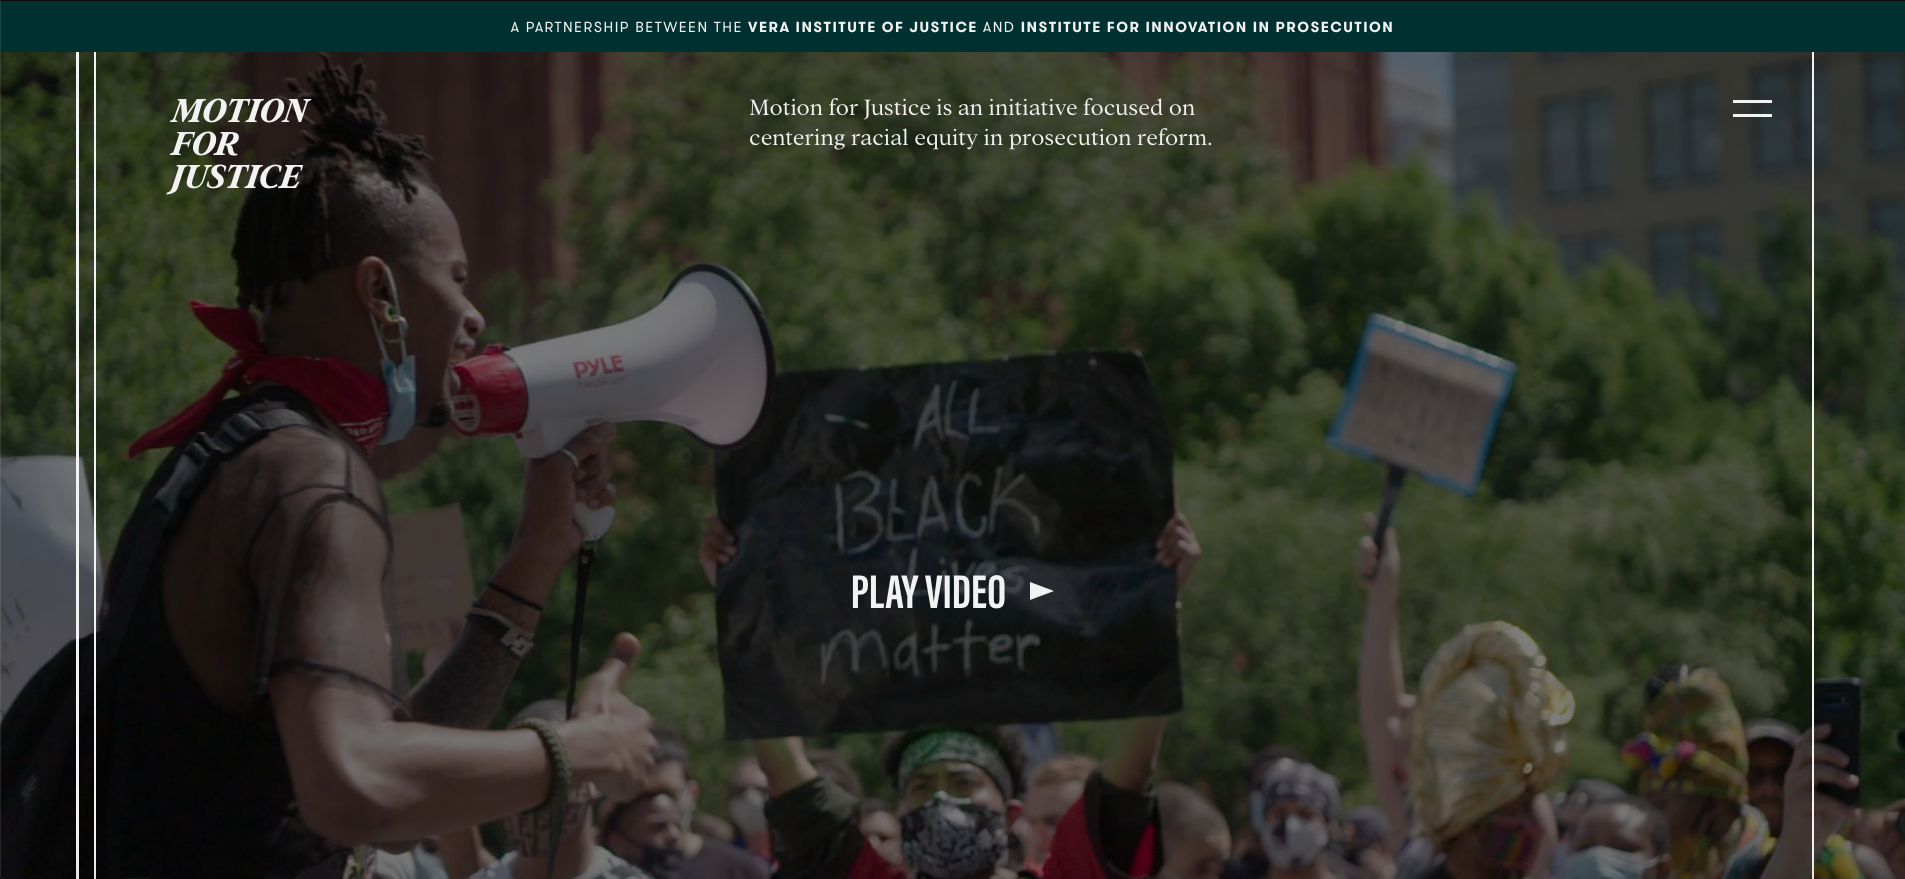 A PARTNERSHIP BETWEEN THE VERA INSTITUTE OF JUSTICE AND INSTITUTE FOR INNOVATION IN PROSECUTION
MOTION
FOR
JUSTICE
Motion for Justice is an initiative focused on
centering racial equity in prosecution reform.
PYLE
ALL
BLACK
Lives
PLAY VIDEO
matter